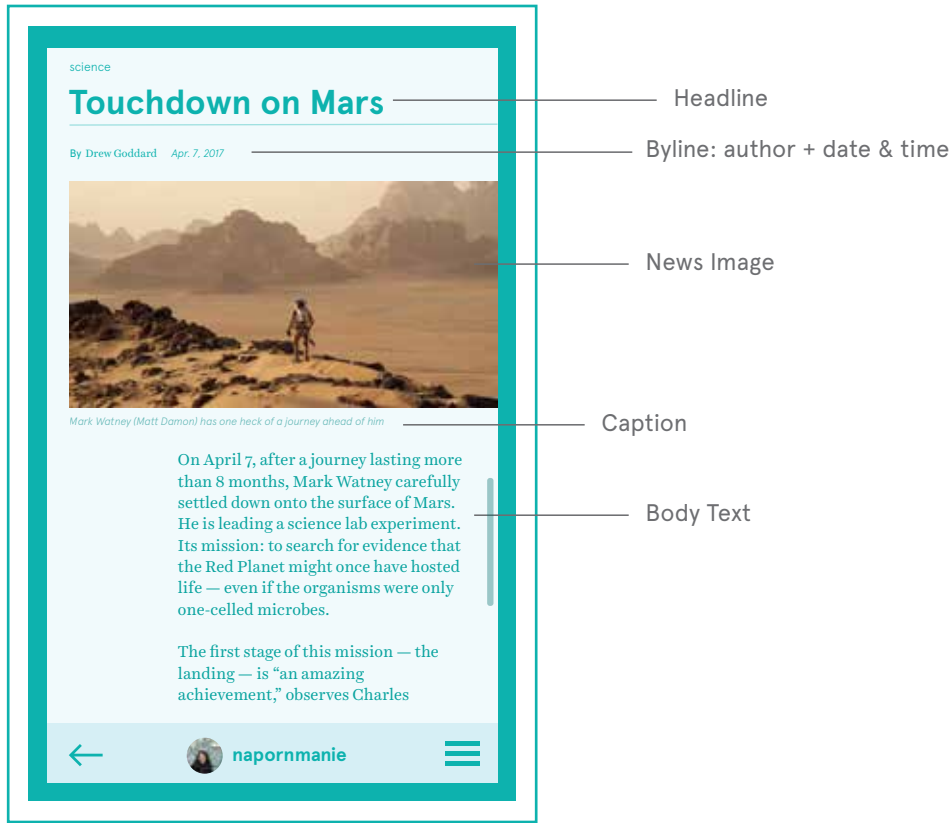 science
Touchdown on Mars
Headline
By Drew Goddard Apr. 7, 2017
Byline: author + date & time
News Image
Mark Watney (Matt Damon) has one heck of a journey ahead of him
Caption
On April 7, after a journey lasting more
than 8 months, Mark Watney carefully
settled down onto the surface of Mars.
He is leading a science lab experiment.
Its mission: to search for evidence that
the Red Planet might once have hosted
life — even if the organisms were only
one-celled microbes.
Body Text
The first stage of this mission — the
landing — is “an amazing
achievement,” observes Charles
napornmanie